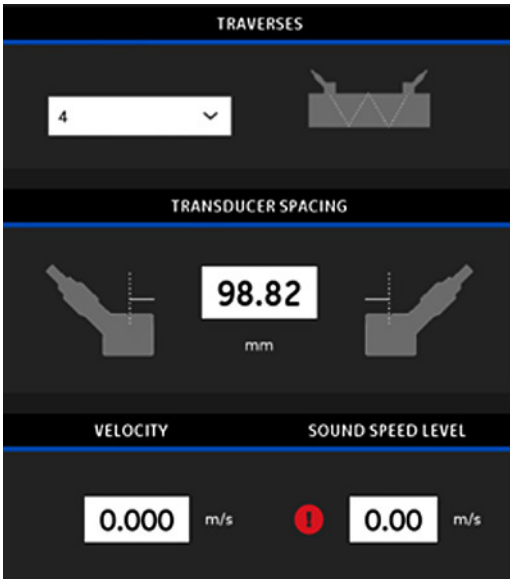 TRAVERSES
4
TRANSDUCER SPACING
98.82
mm
VELOCITY SOUND SPEED LEVEL
0.000 m/s ! 0.00 m/s